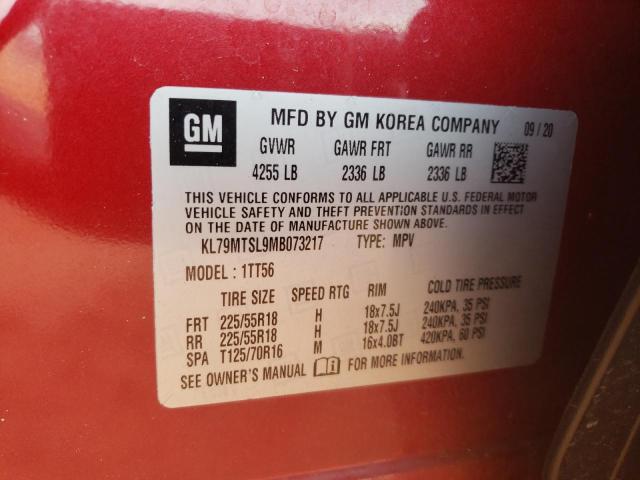 GM
MFD BY GM KOREA COMPANY 09/20
GVWR GAWR FRT GAWR RR
4255 LB 2336 LB 2336 LB
THIS VEHICLE CONFORMS TO ALL APPLICABLE U.S. FEDERAL MOTOR
VEHICLE SAFETY AND THEFT PREVENTION STANDARDS IN EFFECT
ON THE DATE OF MANUFACTURE SHOWN ABOVE.
KL79MTSL9MB073217 TYPE: MPV
MODEL: 1TT56
TIRE SIZE SPEED RTG RIM COLD TIRE PRESSURE
FRT 225/55R18 H 18x7.5J 240KPA, 35 PSI
RR 225/55R18 H 18x7.5J 240KPA, 35 PSI
SPA T125/70R16 M 16x4.0BT 420KPA, 60 PSI
SEE OWNER'S MANUAL FOR MORE INFORMATION.